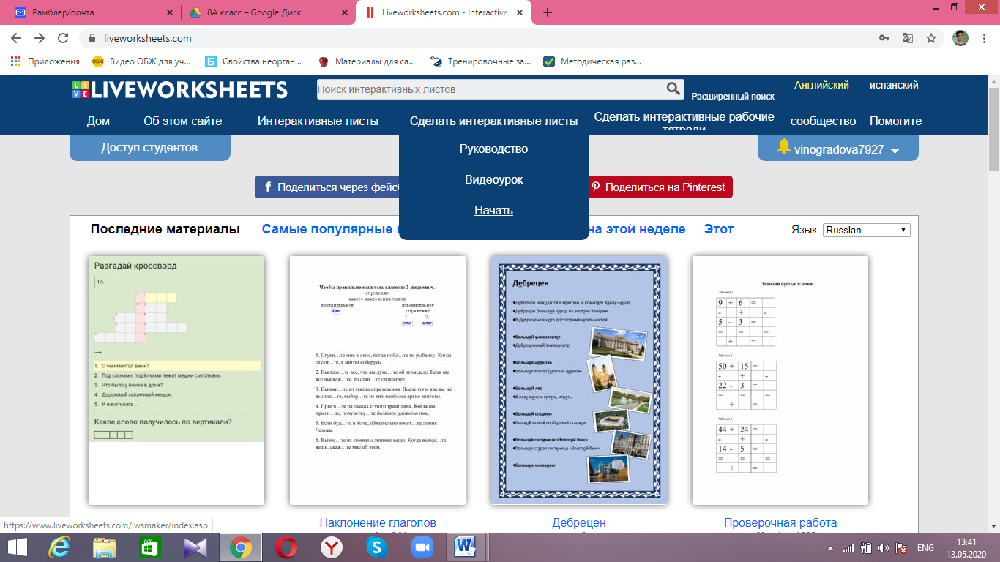 Рамблер/почта
8А класс – Google Диск
Liveworksheets.com - Interactive
liveworksheets.com
Приложения
ОБЖ Видео ОБЖ для уч...
Б Свойства неорган...
Материалы для са...
Тренировочные за...
Методическая раз...
LIVE LIVEWORKSHEETS
Поиск интерактивных листов
Расширенный поиск
Английский - испанский
Дом
Об этом сайте
Интерактивные листы
Сделать интерактивные листы
Сделать интерактивные рабочие
тетради
сообщество
Помогите
Доступ студентов
Руководство
Видеоурок
Начать
vinogradova7927
Поделиться через фейсб
Поделиться на Pinterest
Последние материалы
Самые популярные
на этой неделе
Этот
Язык: Russian
Разгадай кроссворд
1А
1. О чем мечтал ёжик?
2. Под соснами, под ёлками лежат мешки с иголками.
3. Что было у ёжика в доме?
4. Дорожный заплечный мешок.
5. И накатилась ...
Какое слово получилось по вертикали?
Чтобы правильно написать глаголы 2 лица мн.ч.
определяю
какого наклонения глагол
повелительное изъявительное
ите спряжение
1 2
ете ите
1. Стуки…те мне в окно, когда пойд…те на рыбалку. Когда
стукн…те, я мигом соберусь.
2. Выскаж…те все, что вы дума…те об этом деле. Если вы
все выскаж…те, то стан…те спокойнее.
3. Выпиш…те из текста определения. После того, как вы их
выпиш…те, выбер…те из них наиболее яркие эпитеты.
4. Прыгн…те на лыжах с этого трамплина. Когда вы
прыгн…те, почувству…те большое удовольствие.
5. Если буд…те в Ялте, обязательно посет…те домик
Чехова.
6. Вынес…те из комнаты лишние вещи. Когда вынес…те
вещи, скаж…те мне об этом.
Дебрецен
Дебрецен находится в Венгрии, в комитате Хайду-Бихар.
Дебрецен большой город на востоке Венгрии.
В Дебрецене много достопримечательностей:
большой университет
Дебреценский Университет
Большая церковь
Большая протестантская церковь
Большой лес
В лесу можно гулять, играть.
большой стадион
большой новый футбольный стадион
большая гостиница «Золотой бык»
большая старая гостиница «Золотой бык»
большие магазины
Заполни пустые клетки
Таблица 1
9 + 6 =
- + -
5 - 3 =
= = =
+ =
Таблица 2
50 + 15 =
- + -
22 - 3 =
= = =
+ =
Таблица 3
44 + 24 =
- + -
14 - 5 =
= = =
+ =
Наклонение глаголов
Дебрецен
Проверочная работа
https://www.liveworksheets.com/lwsmaker/index.asp
ENG
13:41
13.05.2020